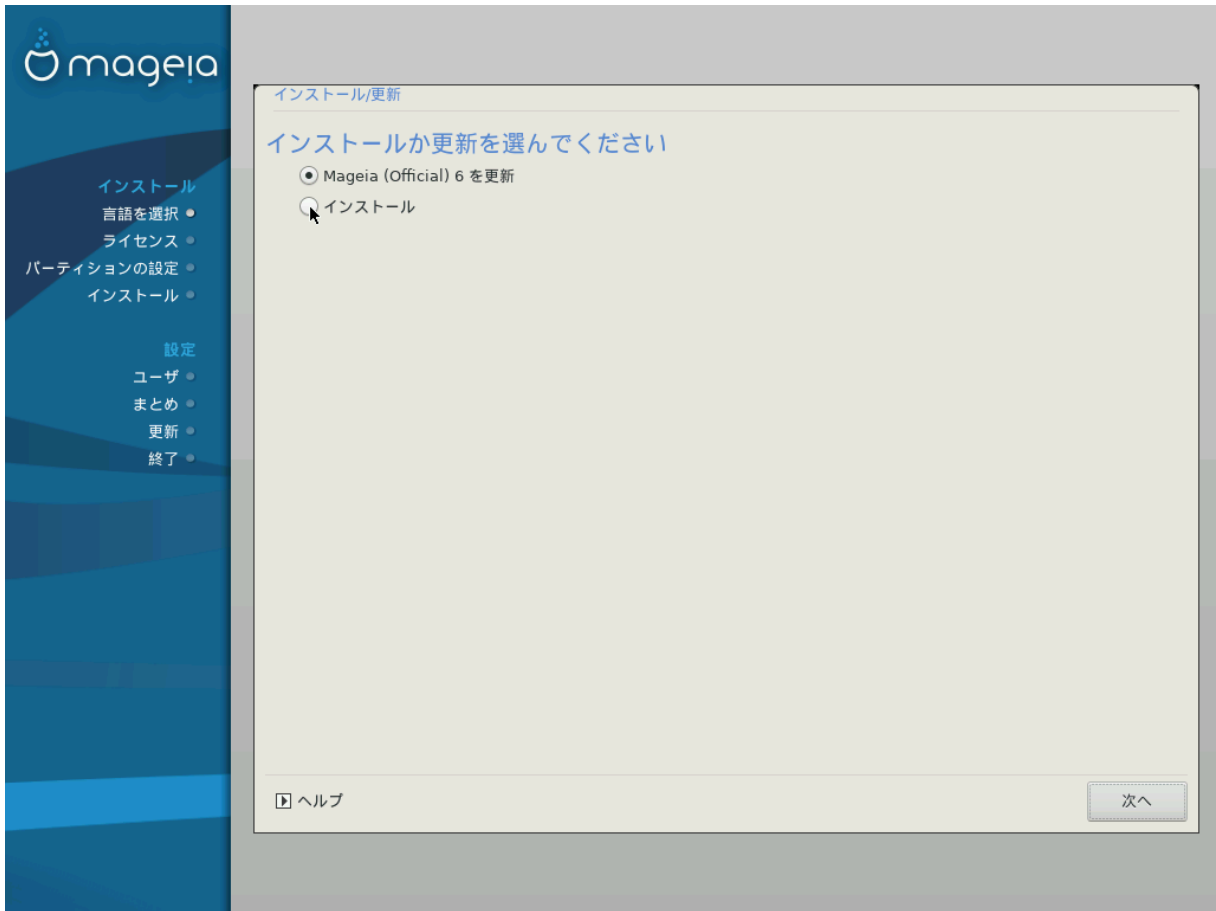 mageia
インストール
言語を選択
ライセンス
パーティションの設定
インストール
設定
ユーザ
まとめ
更新
終了
インストール/更新
インストールか更新を選んでください
Mageia (Official) 6 を更新
インストール
ヘルプ
次へ